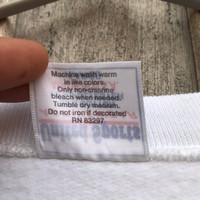 Machine wash warm
in like colors.
Only non-chlorine
bleach when needed.
Tumble dry medium.
Do not iron if decorated
RN 83297